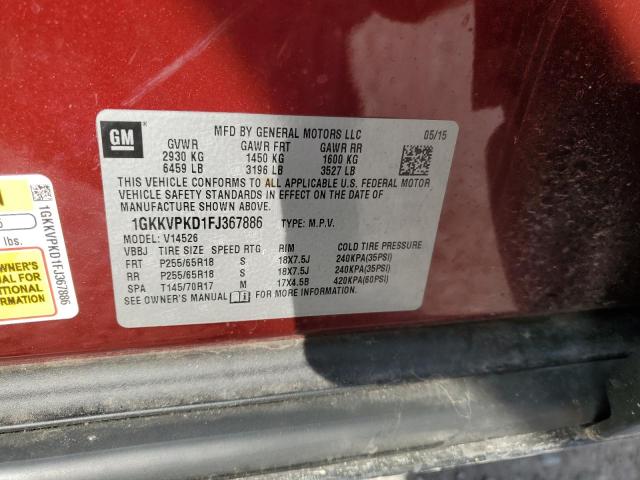 GM
MFD BY GENERAL MOTORS LLC 05/15
GVWR GAWR FRT GAWR RR
2930 KG 1450 KG 1600 KG
6459 LB 3196 LB 3527 LB
THIS VEHICLE CONFORMS TO ALL APPLICABLE U.S. FEDERAL MOTOR
VEHICLE SAFETY STANDARDS IN EFFECT ON THE DATE OF
MANUFACTURE SHOWN ABOVE.
1GKKVPKD1FJ367886 TYPE: M.P.V.
MODEL: V14526
VBBJ TIRE SIZE SPEED RTG RIM COLD TIRE PRESSURE
FRT P255/65R18 S 18X7.5J 240KPA(35PSI)
RR P255/65R18 S 18X7.5J 240KPA(35PSI)
SPA T145/70R17 M 17X4.5B 420KPA(60PSI)
SEE OWNER'S MANUAL i FOR MORE INFORMATION.
lbs.
OWNER'S
MANUAL FOR
INFORMATION
1GKKVPKD1FJ367886